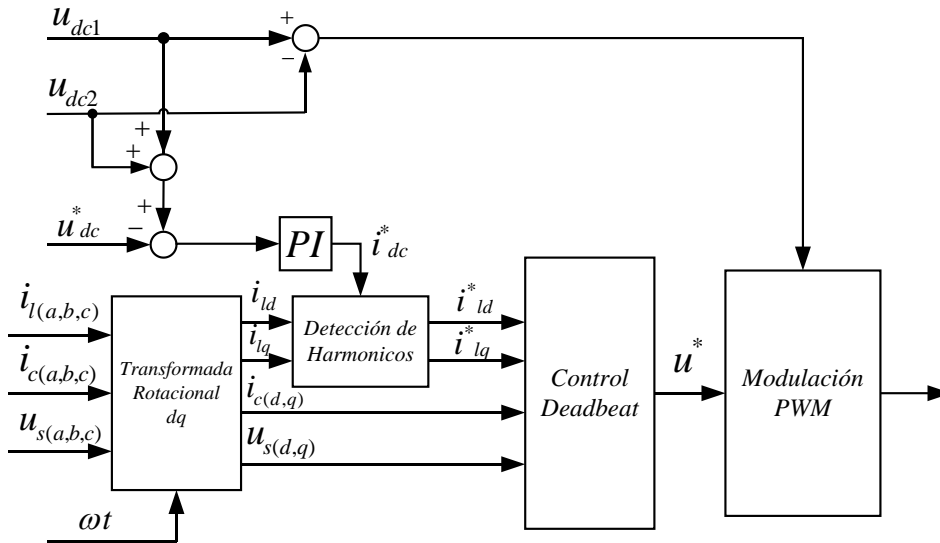 u_dc1
+
−
u_dc2
+
+
+
u*_dc
−
PI
i*_dc
i_l(a,b,c)
i_ld
i*_ld
Detección de
Harmonicos
i_lq
i*_lq
i_c(a,b,c)
Transformada
Rotacional
dq
i_c(d,q)
Control
Deadbeat
u*
Modulación
PWM
u_s(a,b,c)
u_s(d,q)
ωt